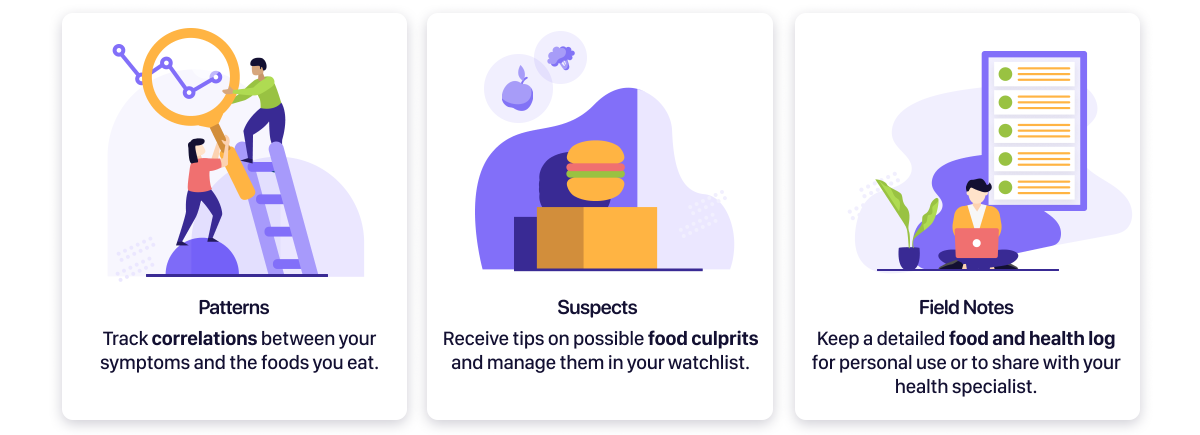 Patterns
Track correlations between your
symptoms and the foods you eat.
Suspects
Receive tips on possible food culprits
and manage them in your watchlist.
Field Notes
Keep a detailed food and health log
for personal use or to share with your
health specialist.